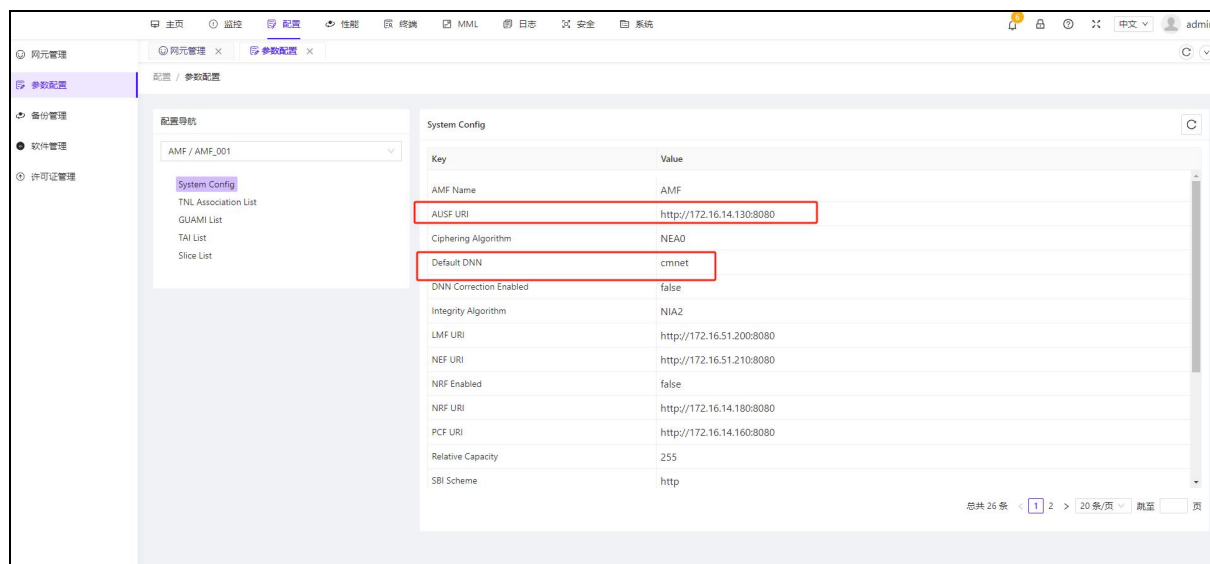 主页 监控 配置 性能 终端 MML 日志 安全 系统 6 中文 admin
网元管理
参数配置
备份管理
软件管理
许可证管理
网元管理 × 参数配置 ×
配置 / 参数配置
配置导航
AMF / AMF_001
System Config
TNL Association List
GUAMI List
TAI List
Slice List
System Config
Key Value
AMF Name AMF
AUSF URI http://172.16.14.130:8080
Ciphering Algorithm NEA0
Default DNN cmnet
DNN Correction Enabled false
Integrity Algorithm NIA2
LMF URI http://172.16.51.200:8080
NEF URI http://172.16.51.210:8080
NRF Enabled false
NRF URI http://172.16.14.180:8080
PCF URI http://172.16.14.160:8080
Relative Capacity 255
SBI Scheme http
总共 26 条 < 1 2 > 20 条/页 跳至 页